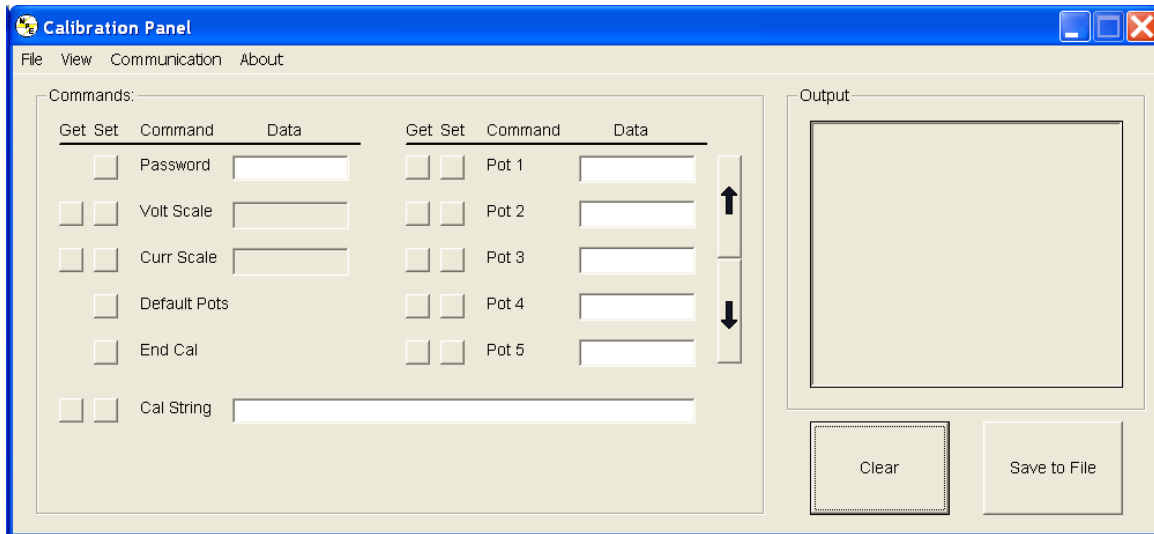 Calibration Panel
File View Communication About
Commands:
Get Set Command Data
Password
Volt Scale
Curr Scale
Default Pots
End Cal
Cal String
Get Set Command Data
Pot 1
Pot 2
Pot 3
Pot 4
Pot 5
Output
Clear
Save to File